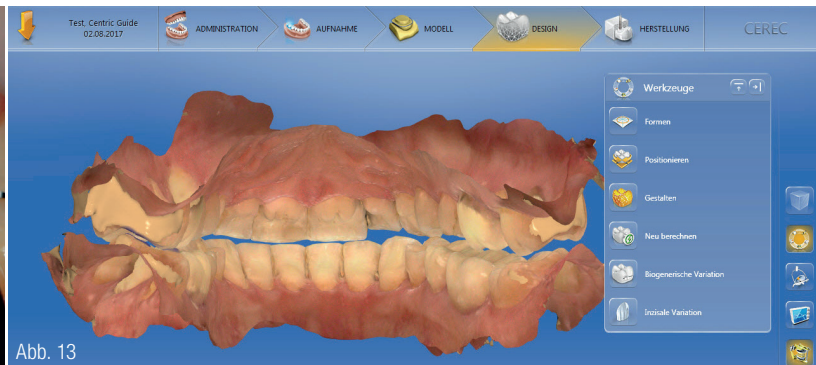 Test. Centric Guide
02.08.2017
ADMINISTRATION
AUFNAHME
MODELL
DESIGN
HERSTELLUNG
CEREC
Werkzeuge
Formen
Positionieren
Gestalten
Neu berechnen
Biogenerische Variation
Inzisale Variation
Abb. 13